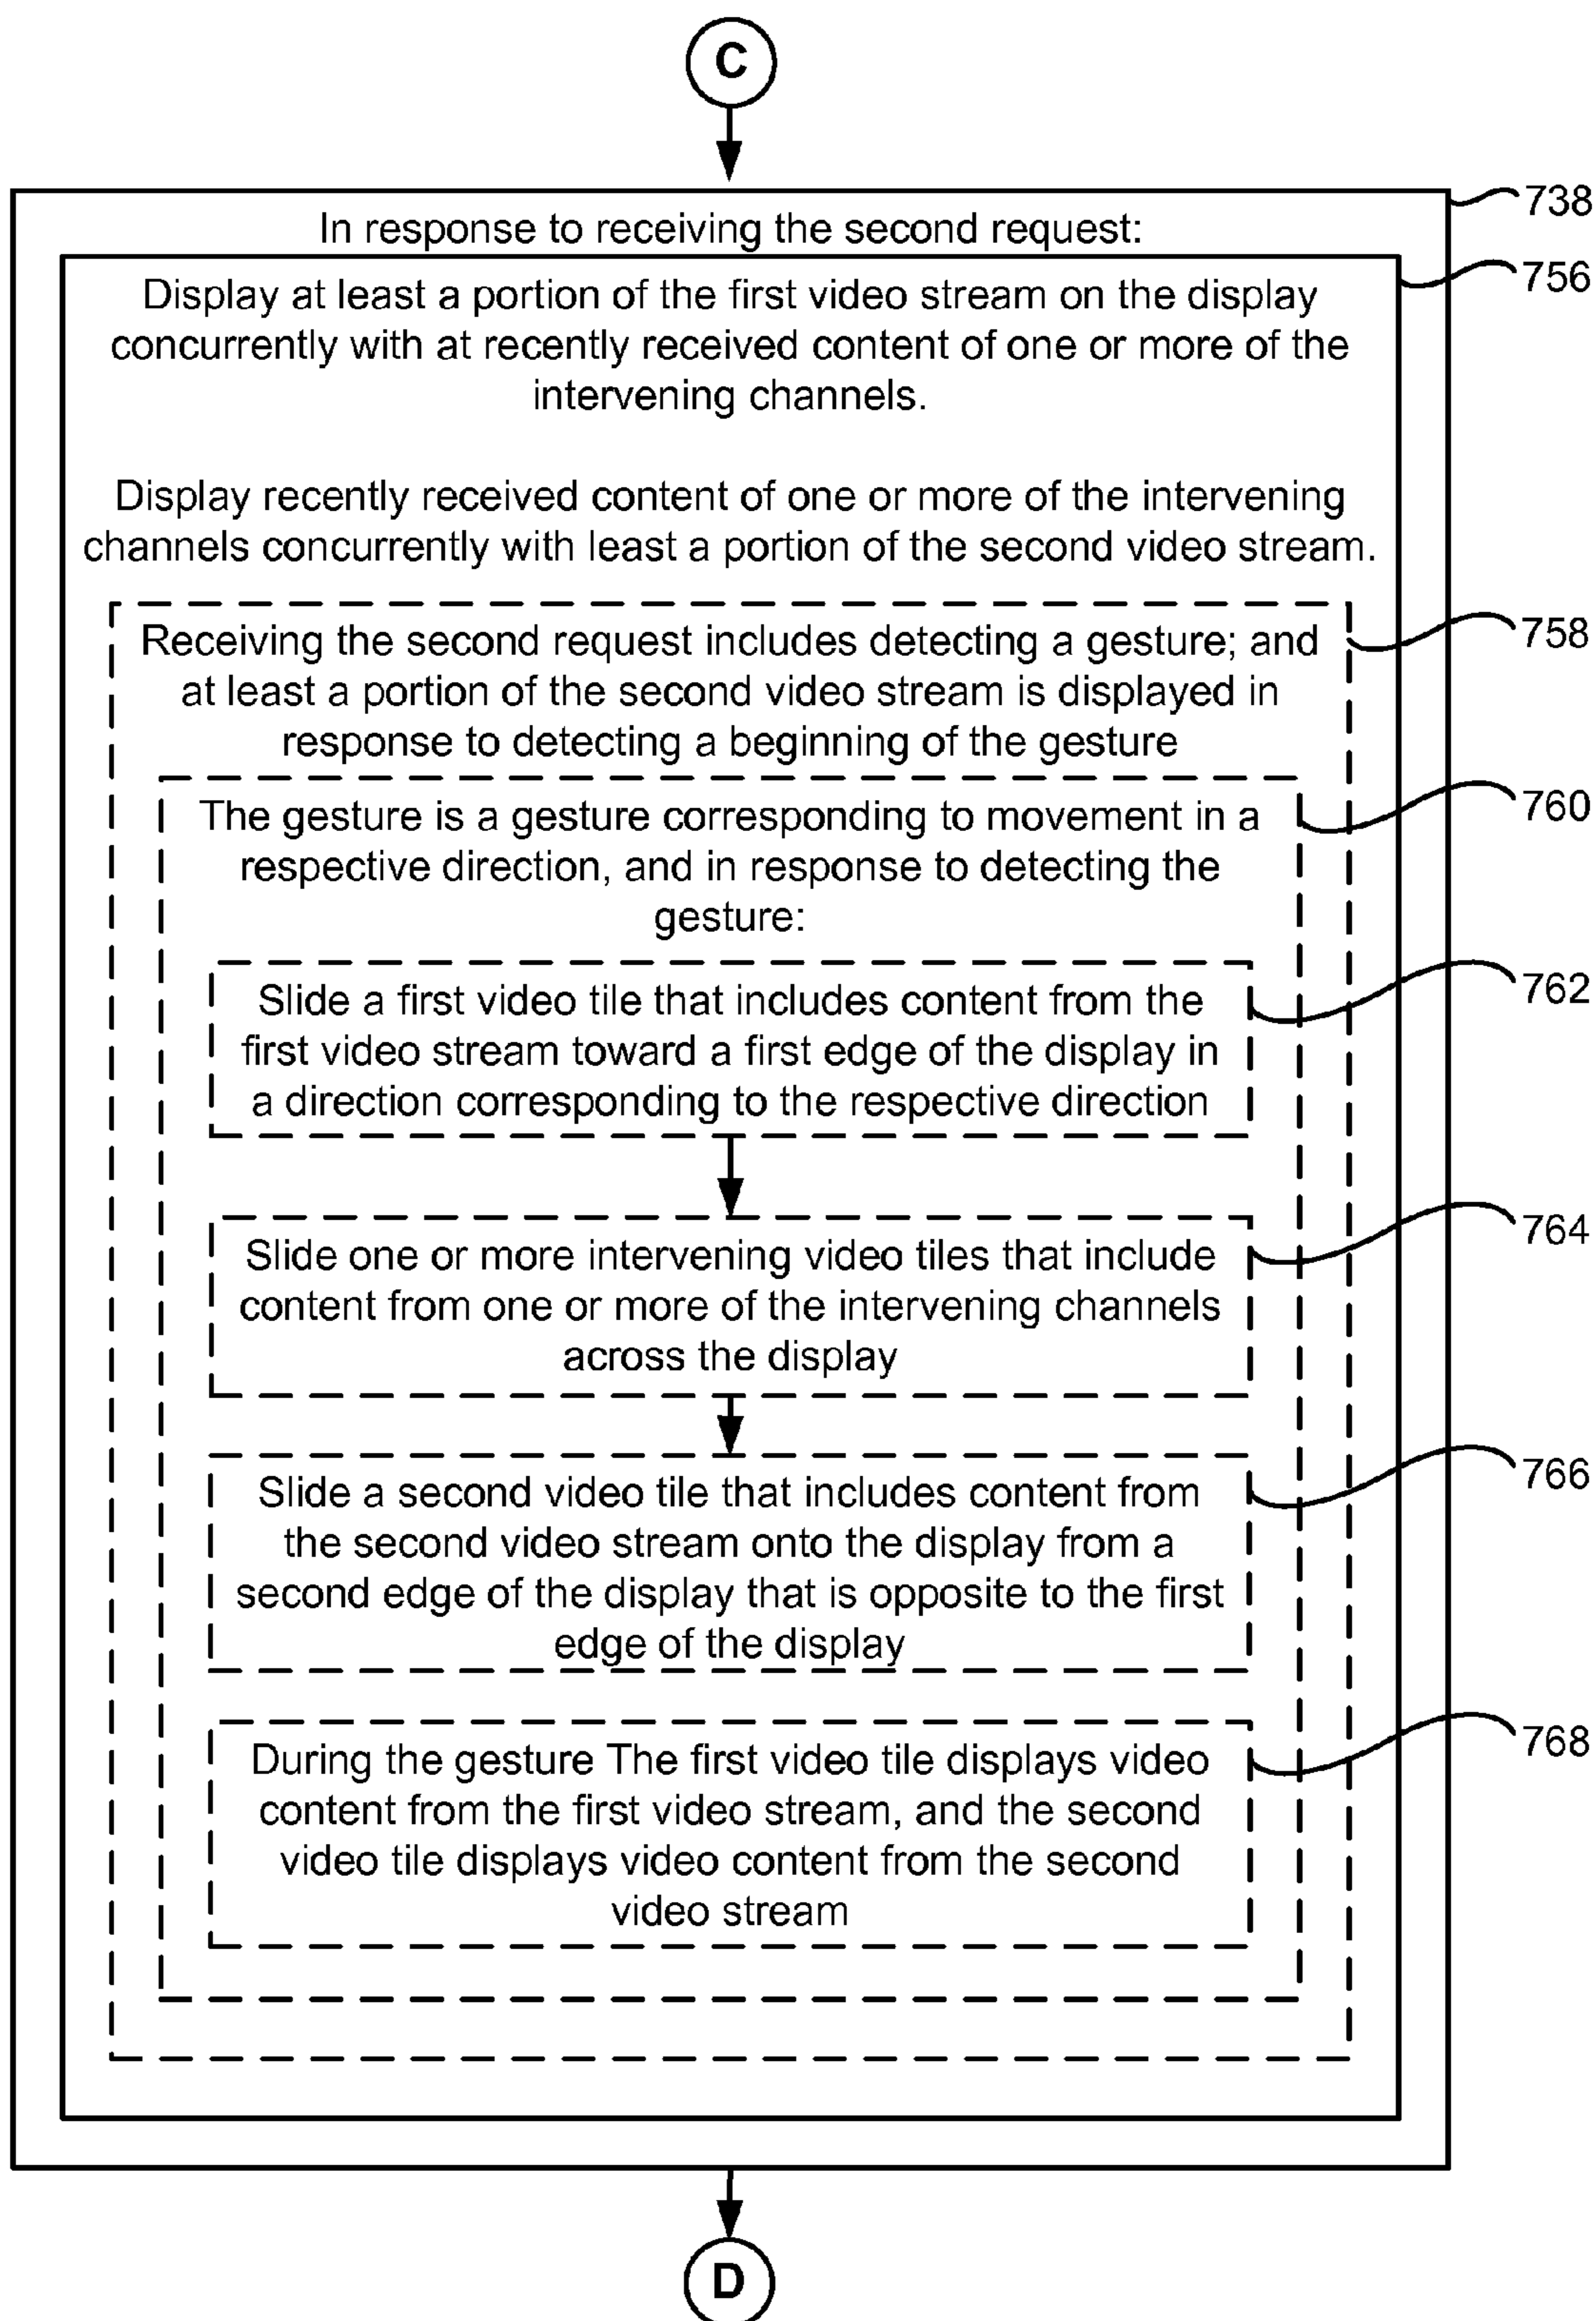 C
738
In response to receiving the second request:
756
Display at least a portion of the first video stream on the display
concurrently with at recently received content of one or more of the
intervening channels.
Display recently received content of one or more of the intervening
channels concurrently with least a portion of the second video stream.
758
Receiving the second request includes detecting a gesture; and
at least a portion of the second video stream is displayed in
response to detecting a beginning of the gesture
760
The gesture is a gesture corresponding to movement in a
respective direction, and in response to detecting the
gesture:
762
Slide a first video tile that includes content from the
first video stream toward a first edge of the display in
a direction corresponding to the respective direction
764
Slide one or more intervening video tiles that include
content from one or more of the intervening channels
across the display
766
Slide a second video tile that includes content from
the second video stream onto the display from a
second edge of the display that is opposite to the first
edge of the display
768
During the gesture The first video tile displays video
content from the first video stream, and the second
video tile displays video content from the second
video stream
D